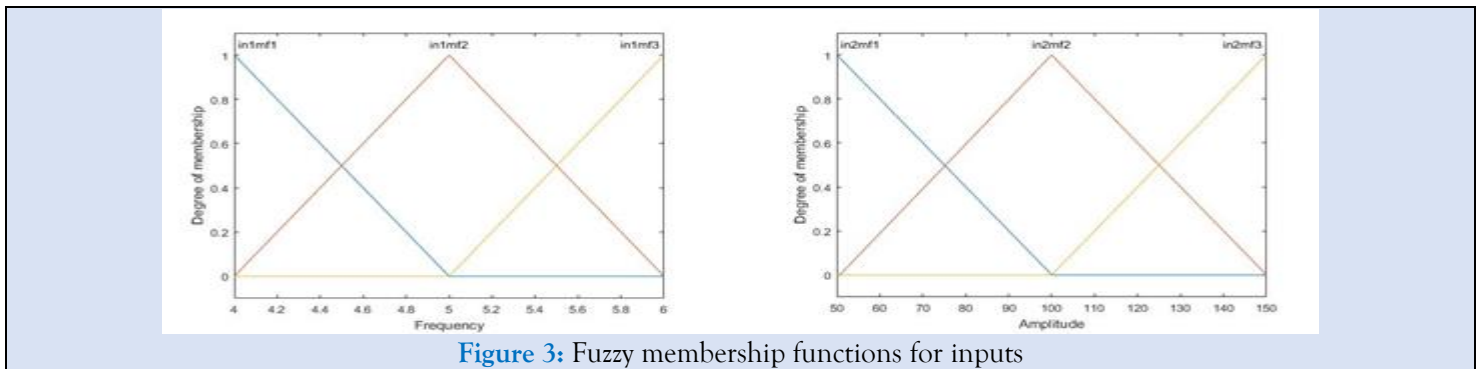 in1mf1 in1mf2 in1mf3
1
0.8
0.6
0.4
0.2
0
Degree of membership
4 4.2 4.4 4.6 4.8 5 5.2 5.4 5.6 5.8 6
Frequency
in2mf1 in2mf2 in2mf3
1
0.8
0.6
0.4
0.2
0
Degree of membership
50 60 70 80 90 100 110 120 130 140 150
Amplitude
Figure 3: Fuzzy membership functions for inputs